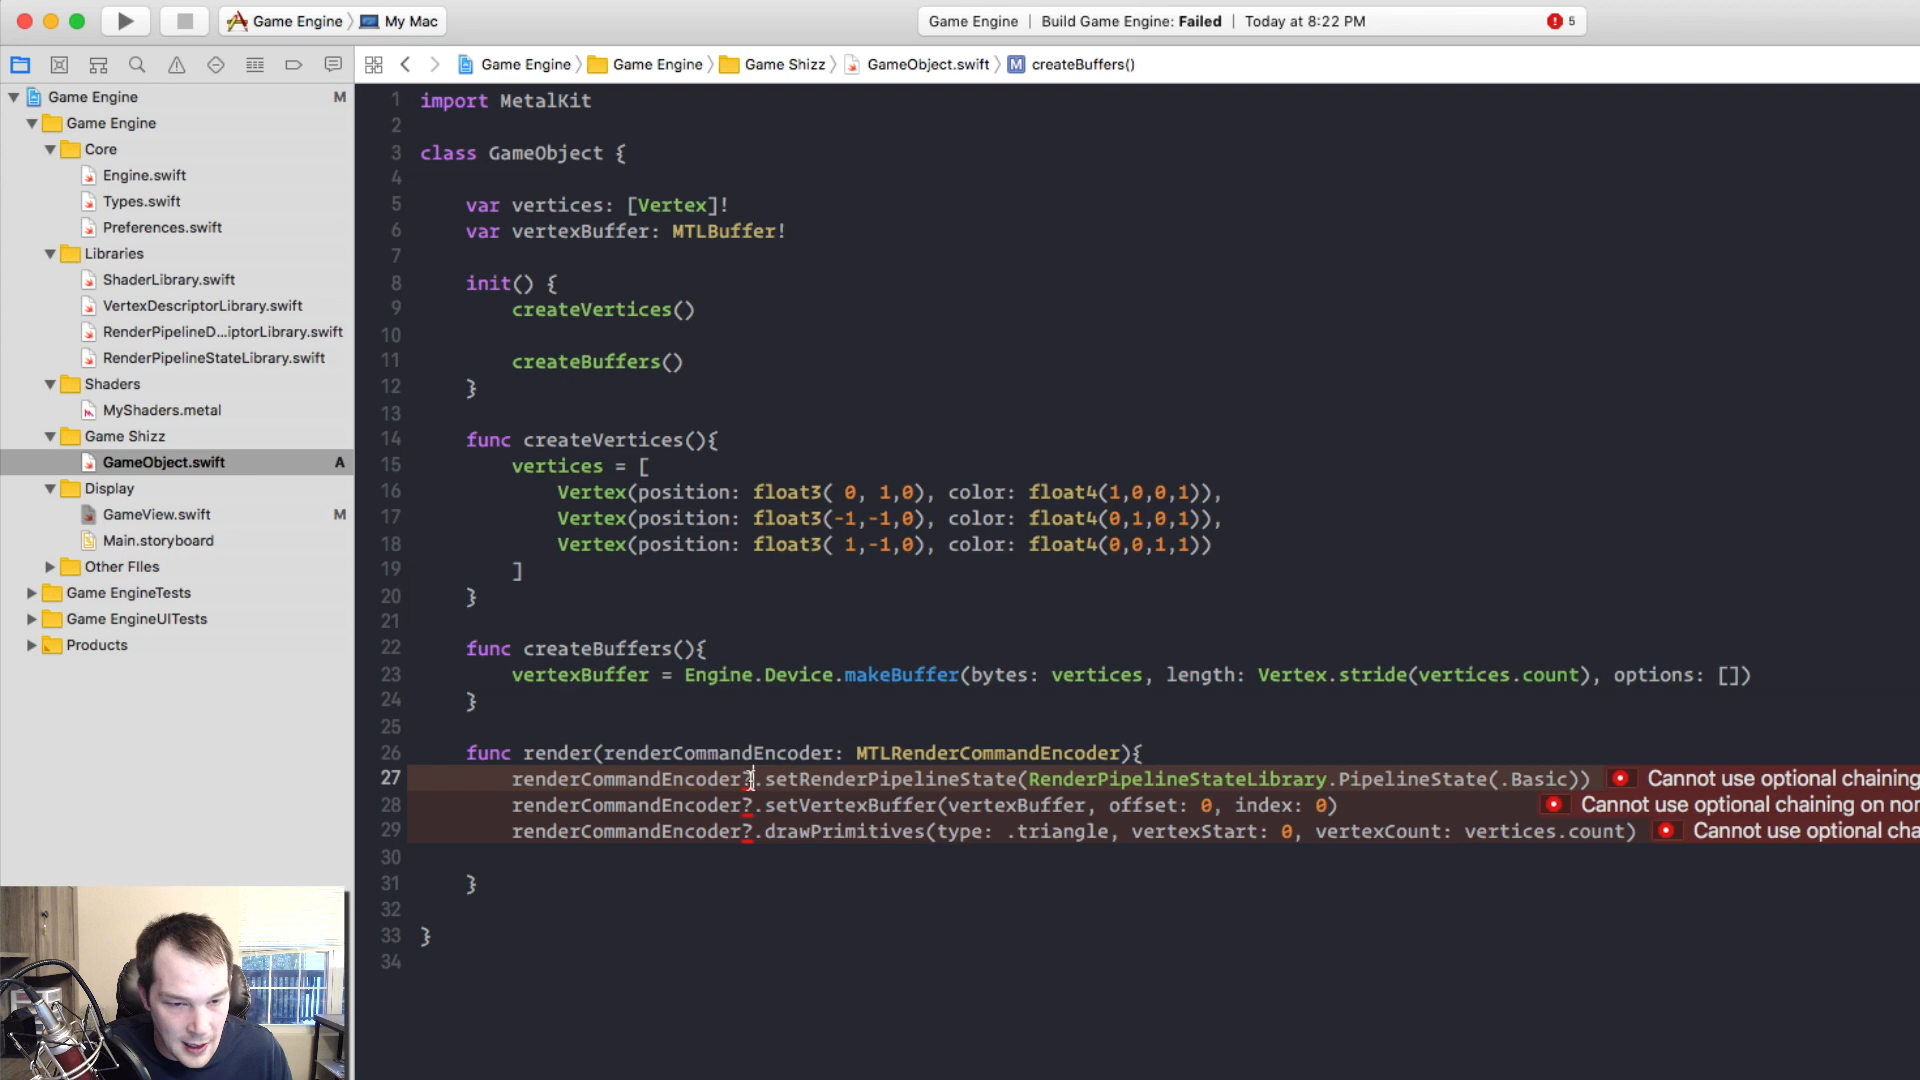 Game Engine
My Mac
Game Engine | Build Game Engine: Failed | Today at 8:22 PM
5
Game Engine
Game Engine
Game Shizz
GameObject.swift
M
createBuffers()
Game Engine M
Game Engine
Core
Engine.swift
Types.swift
Preferences.swift
Libraries
ShaderLibrary.swift
VertexDescriptorLibrary.swift
RenderPipelineD...iptorLibrary.swift
RenderPipelineStateLibrary.swift
Shaders
MyShaders.metal
Game Shizz
GameObject.swift A
Display
GameView.swift M
Main.storyboard
Other FIles
Game EngineTests
Game EngineUITests
Products
1 import MetalKit
2
3 class GameObject {
4
5 var vertices: [Vertex]!
6 var vertexBuffer: MTLBuffer!
7
8 init() {
9 createVertices()
10
11 createBuffers()
12 }
13
14 func createVertices(){
15 vertices = [
16 Vertex(position: float3( 0, 1,0), color: float4(1,0,0,1)),
17 Vertex(position: float3(-1,-1,0), color: float4(0,1,0,1)),
18 Vertex(position: float3( 1,-1,0), color: float4(0,0,1,1))
19 ]
20 }
21
22 func createBuffers(){
23 vertexBuffer = Engine.Device.makeBuffer(bytes: vertices, length: Vertex.stride(vertices.count), options: [])
24 }
25
26 func render(renderCommandEncoder: MTLRenderCommandEncoder){
27 renderCommandEncoder?.setRenderPipelineState(RenderPipelineStateLibrary.PipelineState(.Basic)) Cannot use optional chaining
28 renderCommandEncoder?.setVertexBuffer(vertexBuffer, offset: 0, index: 0) Cannot use optional chaining on non
29 renderCommandEncoder?.drawPrimitives(type: .triangle, vertexStart: 0, vertexCount: vertices.count) Cannot use optional cha
30
31 }
32
33 }
34